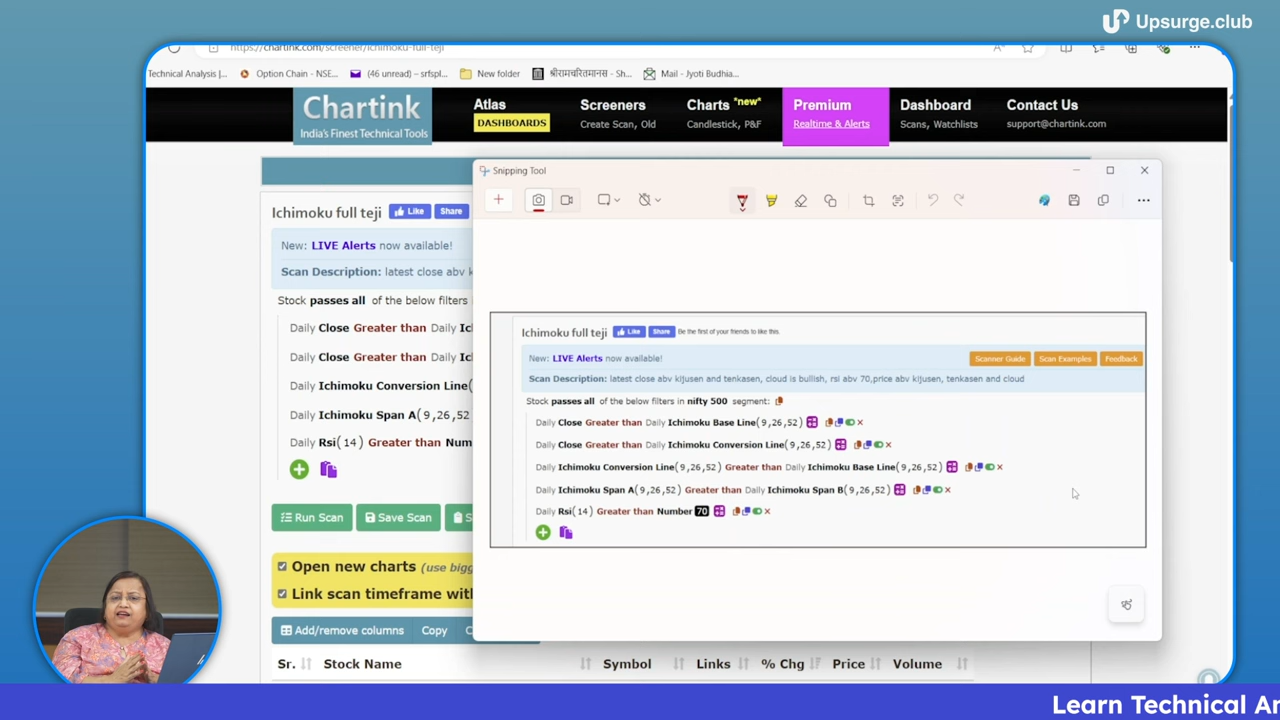 Upsurge.club
https://chartink.com/screener/ichimoku-full-teji
Technical Analysis |... Option Chain - NSE... (46 unread) – srfspl... New folder श्रीरामचरितमानस - Sh... Mail - Jyoti Budhia...
Chartink
India's Finest Technical Tools
Atlas
DASHBOARDS
Screeners
Create Scan, Old
Charts *new*
Candlestick, P&F
Premium
Realtime & Alerts
Dashboard
Scans, Watchlists
Contact Us
support@chartink.com
Ichimoku full teji Like Share
New: LIVE Alerts now available!
Scan Description: latest close abv k
Stock passes all of the below filters i
Daily Close Greater than Daily Ic
Daily Close Greater than Daily Ic
Daily Ichimoku Conversion Line(
Daily Ichimoku Span A(9,26,52
Daily Rsi(14) Greater than Num
Run Scan Save Scan S
Open new charts (use bigg
Link scan timeframe wit
Add/remove columns Copy C
Sr. Stock Name Symbol Links % Chg Price Volume
Snipping Tool
Ichimoku full teji Like Share Be the first of your friends to like this.
New: LIVE Alerts now available! Scanner Guide Scan Examples Feedback
Scan Description: latest close abv kijusen and tenkasen, cloud is bullish, rsi abv 70,price abv kijusen, tenkasen and cloud
Stock passes all of the below filters in nifty 500 segment:
Daily Close Greater than Daily Ichimoku Base Line(9,26,52)
Daily Close Greater than Daily Ichimoku Conversion Line(9,26,52)
Daily Ichimoku Conversion Line(9,26,52) Greater than Daily Ichimoku Base Line(9,26,52)
Daily Ichimoku Span A(9,26,52) Greater than Daily Ichimoku Span B(9,26,52)
Daily Rsi(14) Greater than Number 70
Learn Technical An